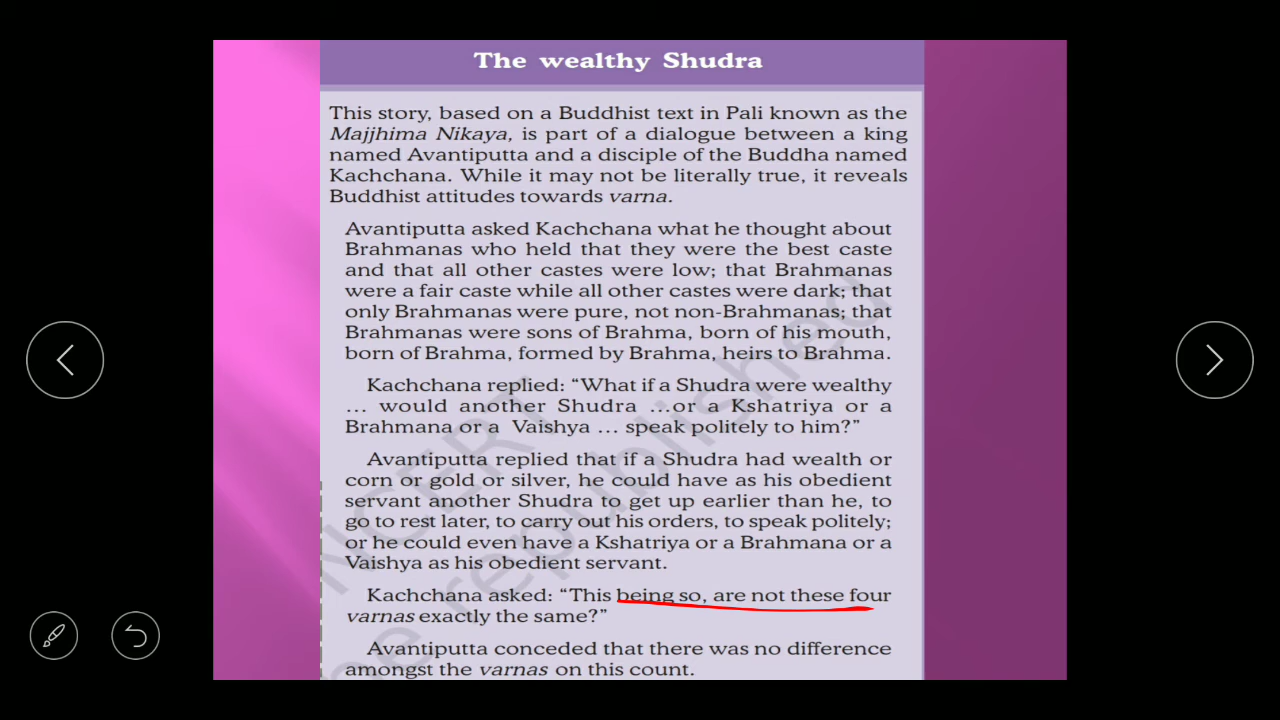 The wealthy Shudra
This story, based on a Buddhist text in Pali known as the
Majjhima Nikaya, is part of a dialogue between a king
named Avantiputta and a disciple of the Buddha named
Kachchana. While it may not be literally true, it reveals
Buddhist attitudes towards varna.
Avantiputta asked Kachchana what he thought about
Brahmanas who held that they were the best caste
and that all other castes were low; that Brahmanas
were a fair caste while all other castes were dark; that
only Brahmanas were pure, not non-Brahmanas; that
Brahmanas were sons of Brahma, born of his mouth,
born of Brahma, formed by Brahma, heirs to Brahma.
Kachchana replied: “What if a Shudra were wealthy
… would another Shudra …or a Kshatriya or a
Brahmana or a Vaishya … speak politely to him?”
Avantiputta replied that if a Shudra had wealth or
corn or gold or silver, he could have as his obedient
servant another Shudra to get up earlier than he, to
go to rest later, to carry out his orders, to speak politely;
or he could even have a Kshatriya or a Brahmana or a
Vaishya as his obedient servant.
Kachchana asked: “This being so, are not these four
varnas exactly the same?”
Avantiputta conceded that there was no difference
amongst the varnas on this count.
NCERT
be republished